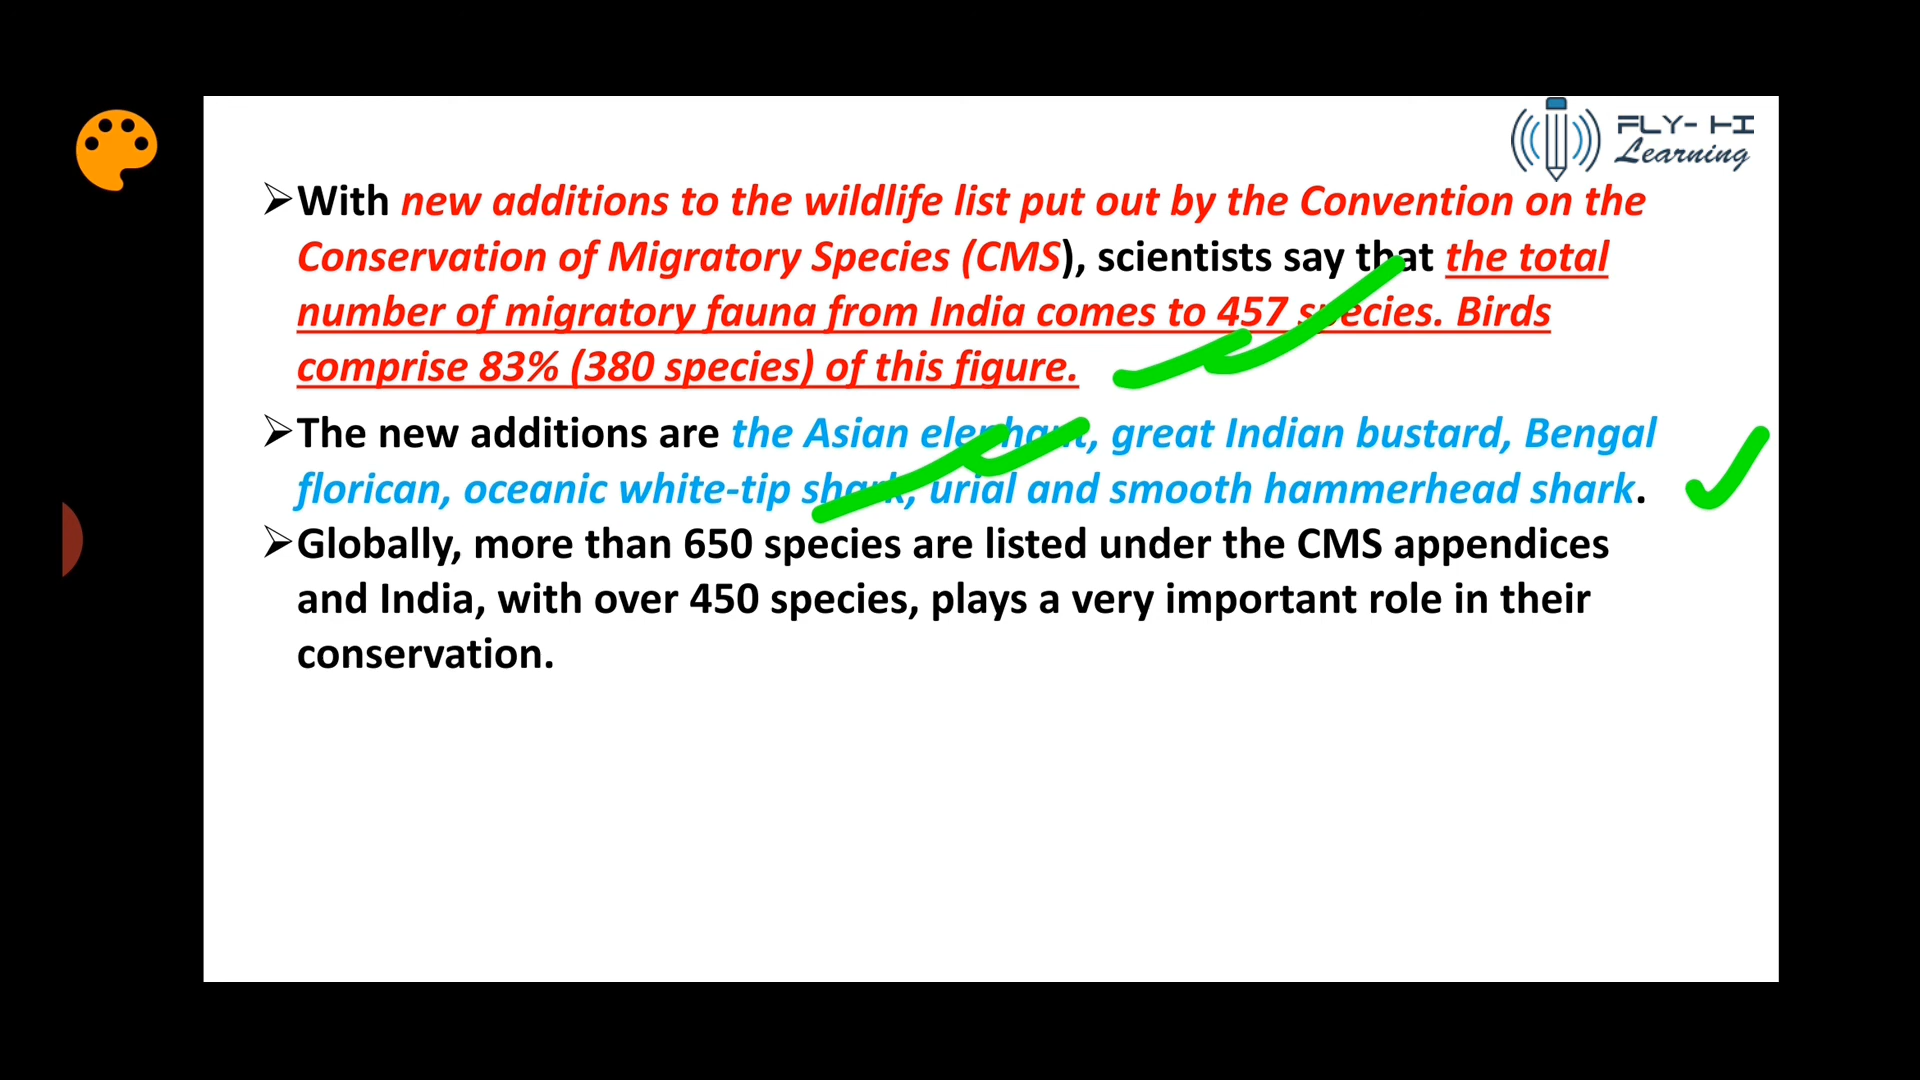 FLY-HI
Learning
➢With new additions to the wildlife list put out by the Convention on the
Conservation of Migratory Species (CMS), scientists say that the total
number of migratory fauna from India comes to 457 species. Birds
comprise 83% (380 species) of this figure.
➢The new additions are the Asian elephant, great Indian bustard, Bengal
florican, oceanic white-tip shark, urial and smooth hammerhead shark.
➢Globally, more than 650 species are listed under the CMS appendices
and India, with over 450 species, plays a very important role in their
conservation.